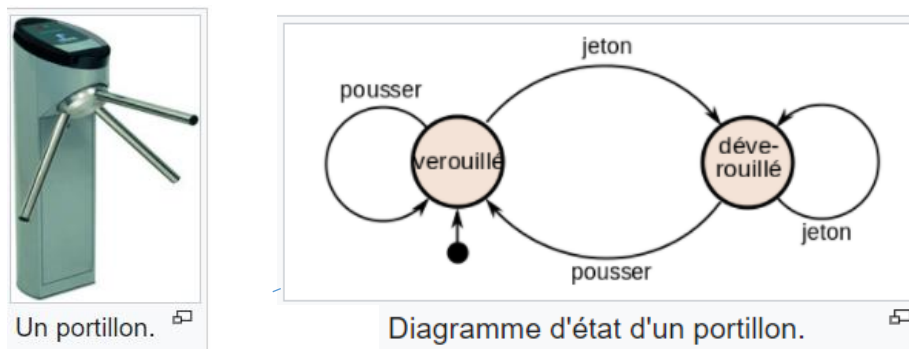 jeton
pousser
verouillé
déve-
rouillé
jeton
pousser
Un portillon.
Diagramme d'état d'un portillon.